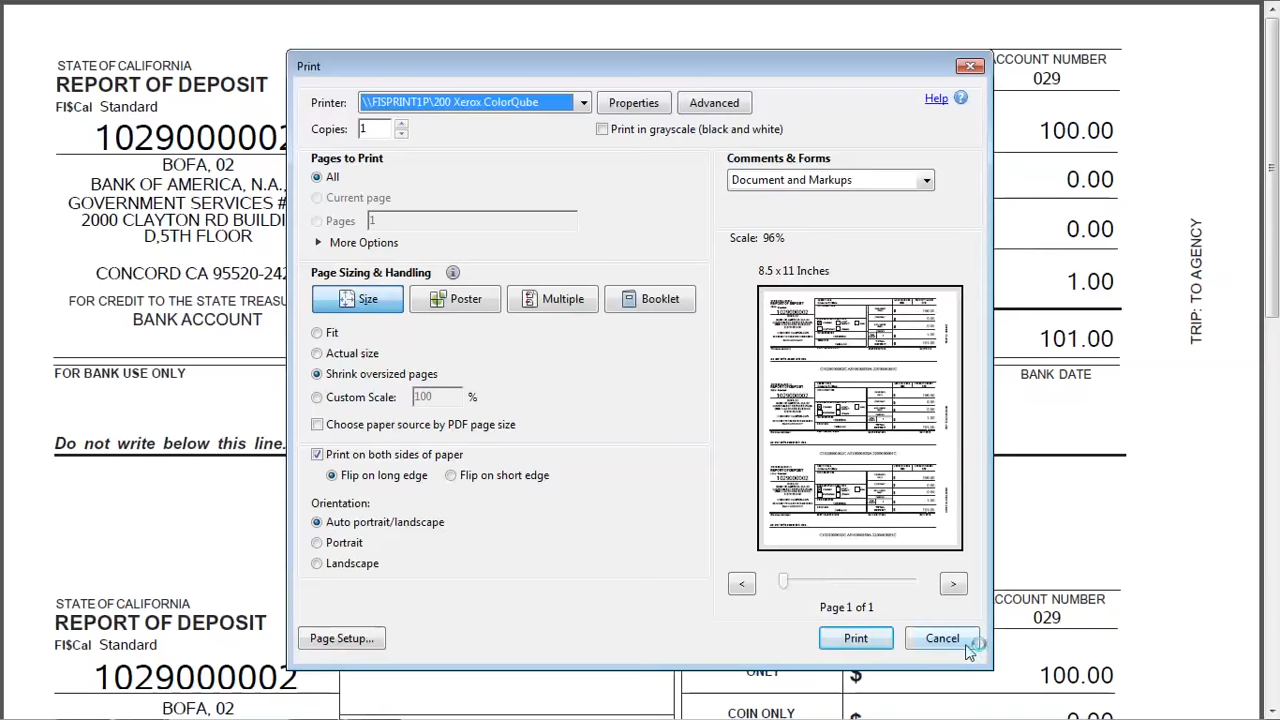 STATE OF CALIFORNIA
REPORT OF DEPOSIT
FI$Cal Standard
1029000002
BOFA, 02
BANK OF AMERICA, N.A.,
GOVERNMENT SERVICES #
2000 CLAYTON RD BUILDI
D,5TH FLOOR
CONCORD CA 95520-242
FOR CREDIT TO THE STATE TREASU
BANK ACCOUNT
FOR BANK USE ONLY
Do not write below this line.
STATE OF CALIFORNIA
REPORT OF DEPOSIT
FI$Cal Standard
1029000002
BOFA, 02
Print
Printer:
\\FISPRINT1P\200 Xerox ColorQube
Properties
Advanced
Help
Copies:
1
Print in grayscale (black and white)
Pages to Print
All
Current page
Pages
1
More Options
Page Sizing & Handling
Size
Poster
Multiple
Booklet
Fit
Actual size
Shrink oversized pages
Custom Scale:
100
%
Choose paper source by PDF page size
Print on both sides of paper
Flip on long edge
Flip on short edge
Orientation:
Auto portrait/landscape
Portrait
Landscape
Page Setup...
Comments & Forms
Document and Markups
Scale: 96%
8.5 x 11 Inches
<
>
Page 1 of 1
Print
Cancel
ACCOUNT NUMBER
029
100.00
0.00
0.00
1.00
101.00
BANK DATE
TRIP: TO AGENCY
ACCOUNT NUMBER
029
ONLY
$
100.00
COIN ONLY
$
0.00